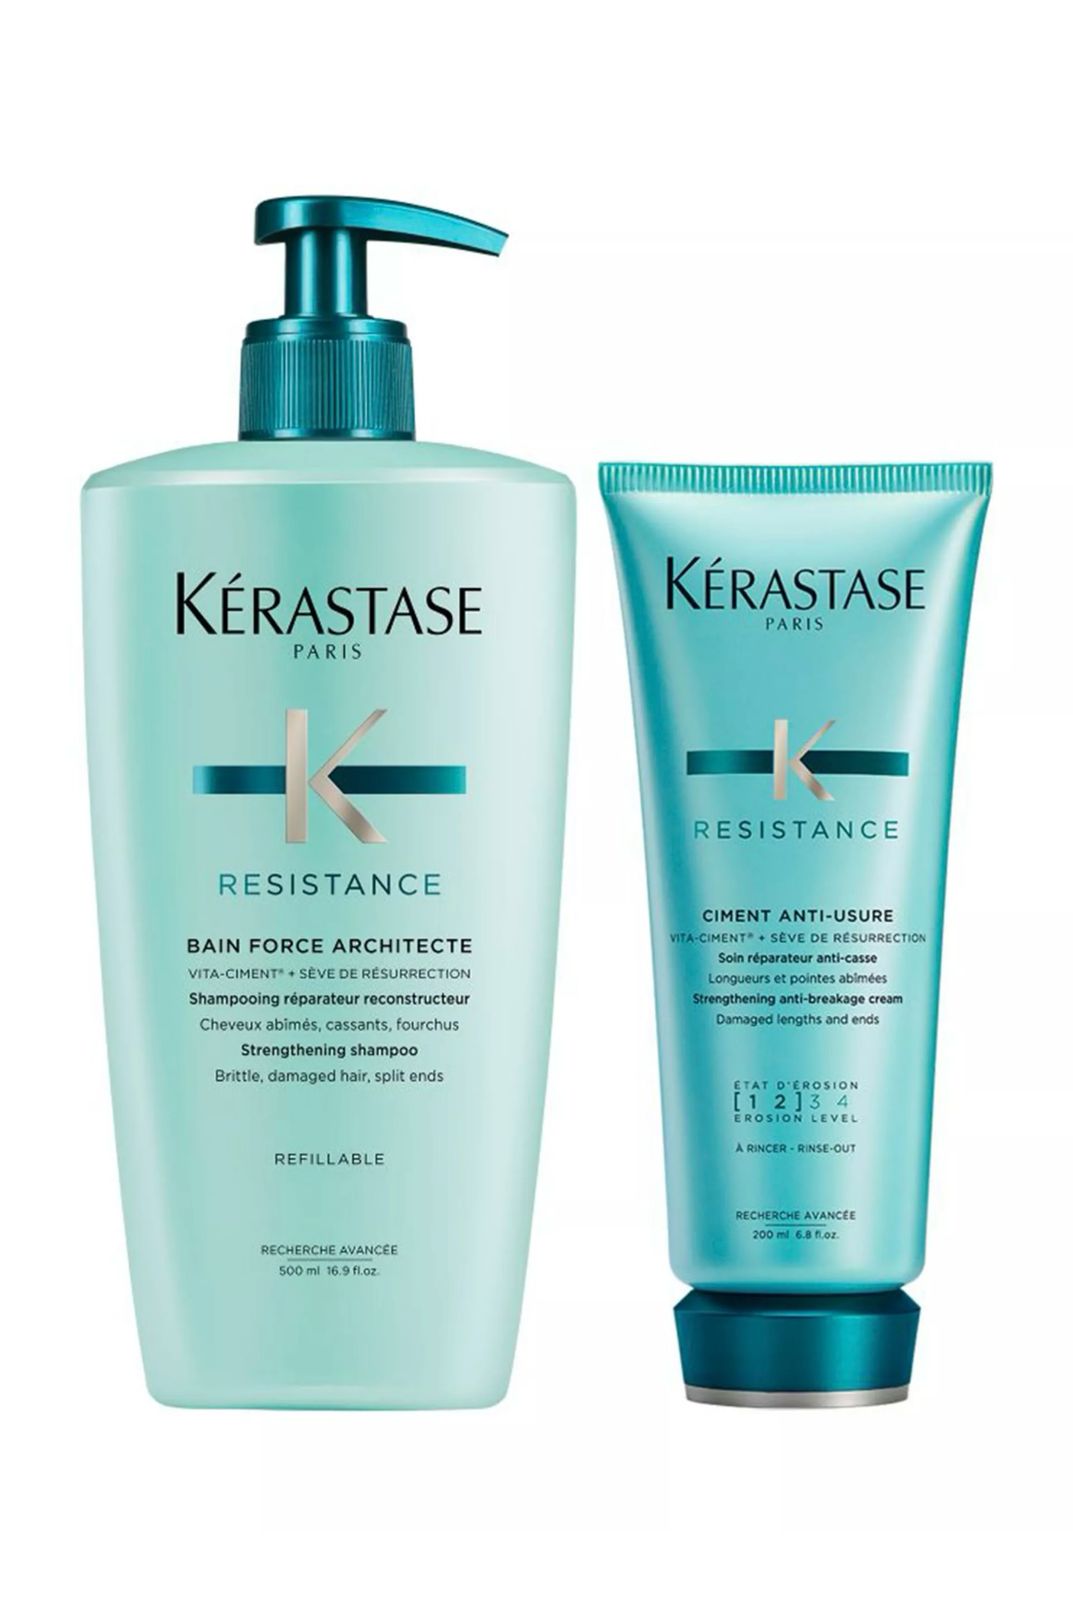 KÉRASTASE
PARIS
K
RESISTANCE
BAIN FORCE ARCHITECTE
VITA-CIMENT® + SÈVE DE RÉSURRECTION
Shampooing réparateur reconstructeur
Cheveux abîmés, cassants, fourchus
Strengthening shampoo
Brittle, damaged hair, split ends
REFILLABLE
RECHERCHE AVANCÉE
500 ml 16.9 fl.oz.
KÉRASTASE
PARIS
K
RESISTANCE
CIMENT ANTI-USURE
VITA-CIMENT® + SÈVE DE RÉSURRECTION
Soin réparateur anti-casse
Longueurs et pointes abîmées
Strengthening anti-breakage cream
Damaged lengths and ends
ÉTAT D'ÉROSION
[1 2] 3 4
EROSION LEVEL
À RINCER - RINSE-OUT
RECHERCHE AVANCÉE
200 ml 6.8 fl.oz.